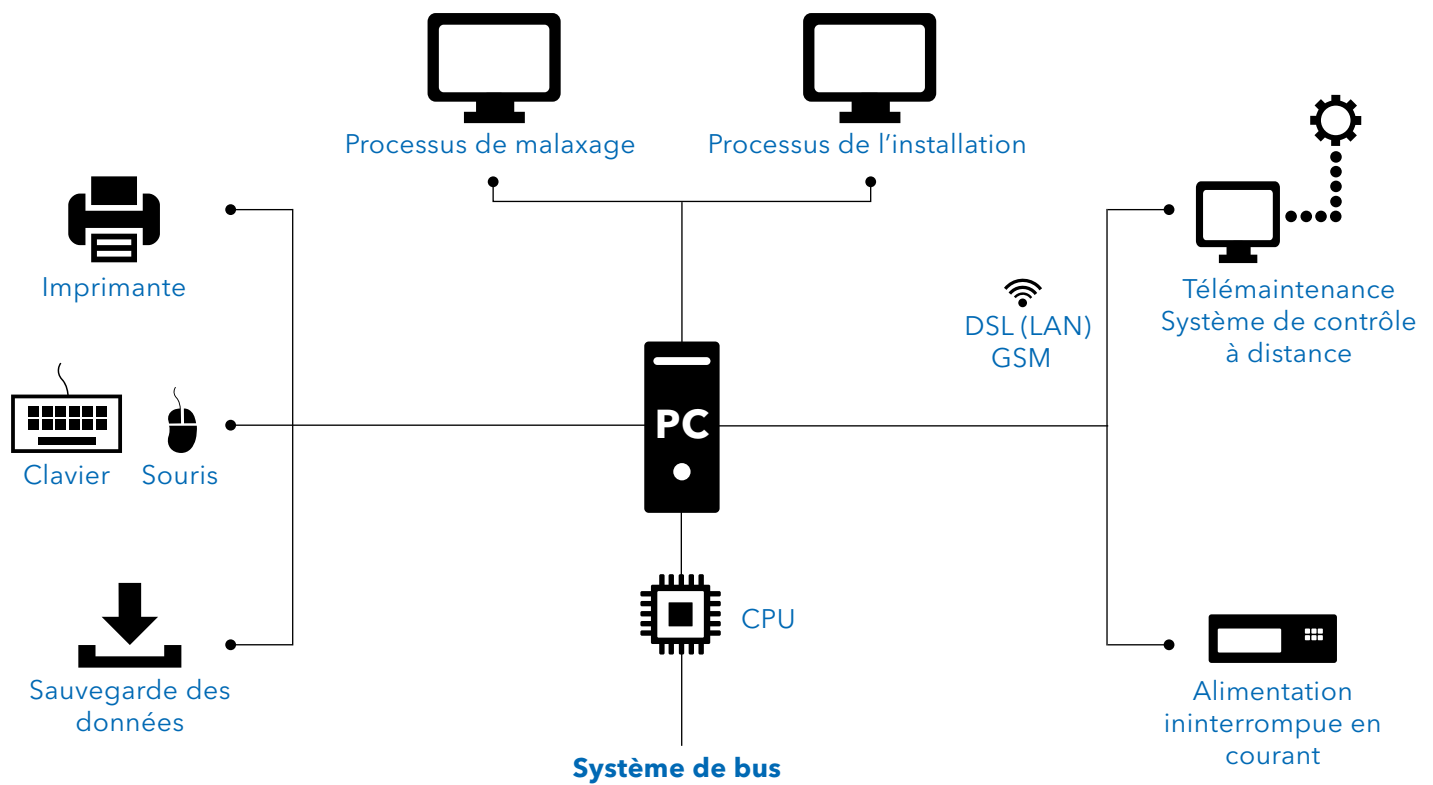 Processus de malaxage
Processus de l’installation
Imprimante
DSL (LAN)
GSM
Télémaintenance
Système de contrôle
à distance
PC
Clavier
Souris
CPU
Sauvegarde des
données
Alimentation
ininterrompue en
courant
Système de bus